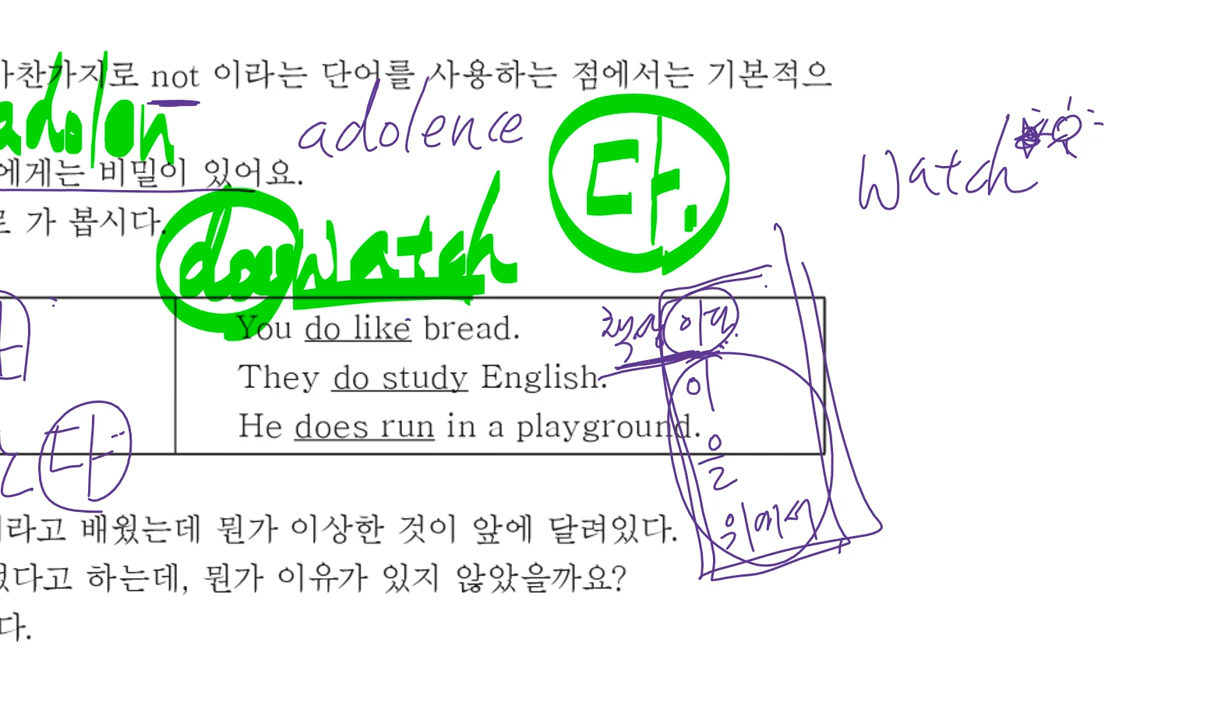 마찬가지로 not 이라는 단어를 사용하는 점에서는 기본적으
adolen
adolence
다.
Watch
에게는 비밀이 있어요.
로 가 봅시다.
do watch
You do like bread.
책상 이다
They do study English.
이
He does run in a playground.
을
다
위에서
이라고 배웠는데 뭔가 이상한 것이 앞에 달려있다.
었다고 하는데, 뭔가 이유가 있지 않았을까요?
다.